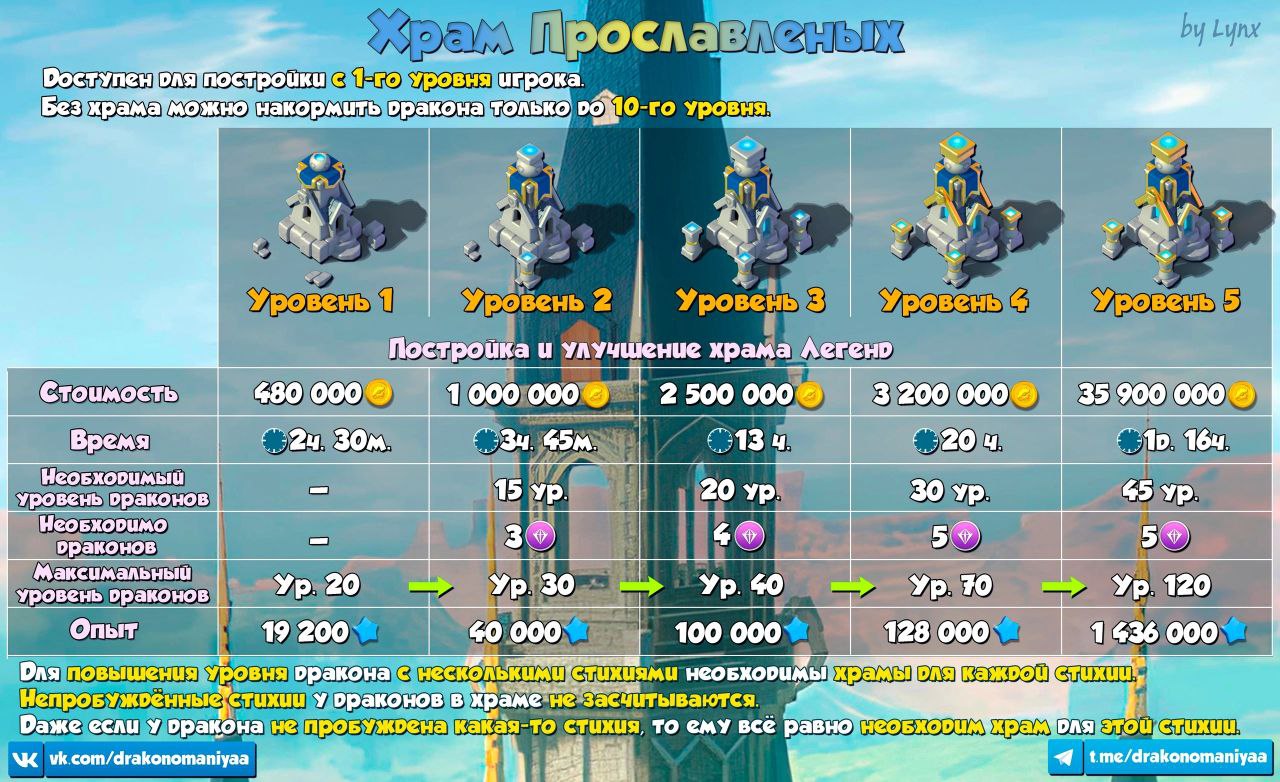 Храм Прославленых
by Lynx
Доступен для постройки с 1-го уровня игрока.
Без храма можно накормить дракона только до 10-го уровня.
Уровень 1 Уровень 2 Уровень 3 Уровень 4 Уровень 5
Постройка и улучшение храма Легенд
Стоимость 480 000 1 000 000 2 500 000 3 200 000 35 900 000
Время 2ч. 30м. 3ч. 45м. 13 ч. 20 ч. 1д. 16ч.
Необходимый
уровень драконов – 15 ур. 20 ур. 30 ур. 45 ур.
Необходимо
драконов – 3 4 5 5
Максимальный
уровень драконов Ур. 20 Ур. 30 Ур. 40 Ур. 70 Ур. 120
Опыт 19 200 40 000 100 000 128 000 1 436 000
Для повышения уровня дракона с несколькими стихиями необходимы храмы для каждой стихии.
Непробуждённые стихии у драконов в храме не засчитываются.
Даже если у дракона не пробуждена какая-то стихия, то ему всё равно необходим храм для этой стихии.
vk.com/drakonomaniyaa
t.me/drakonomaniyaa